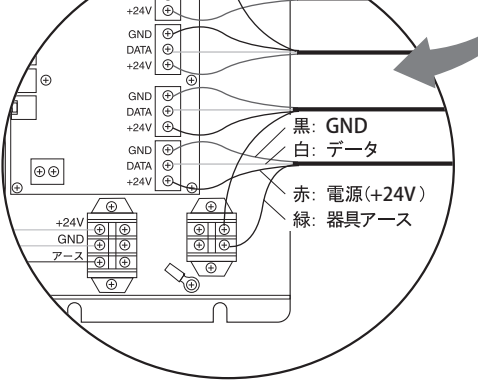 +24V
GND
DATA
+24V
GND
DATA
+24V
GND
DATA
+24V
黒: GND
白: データ
赤: 電源(+24V)
緑: 器具アース
+24V
GND
アース